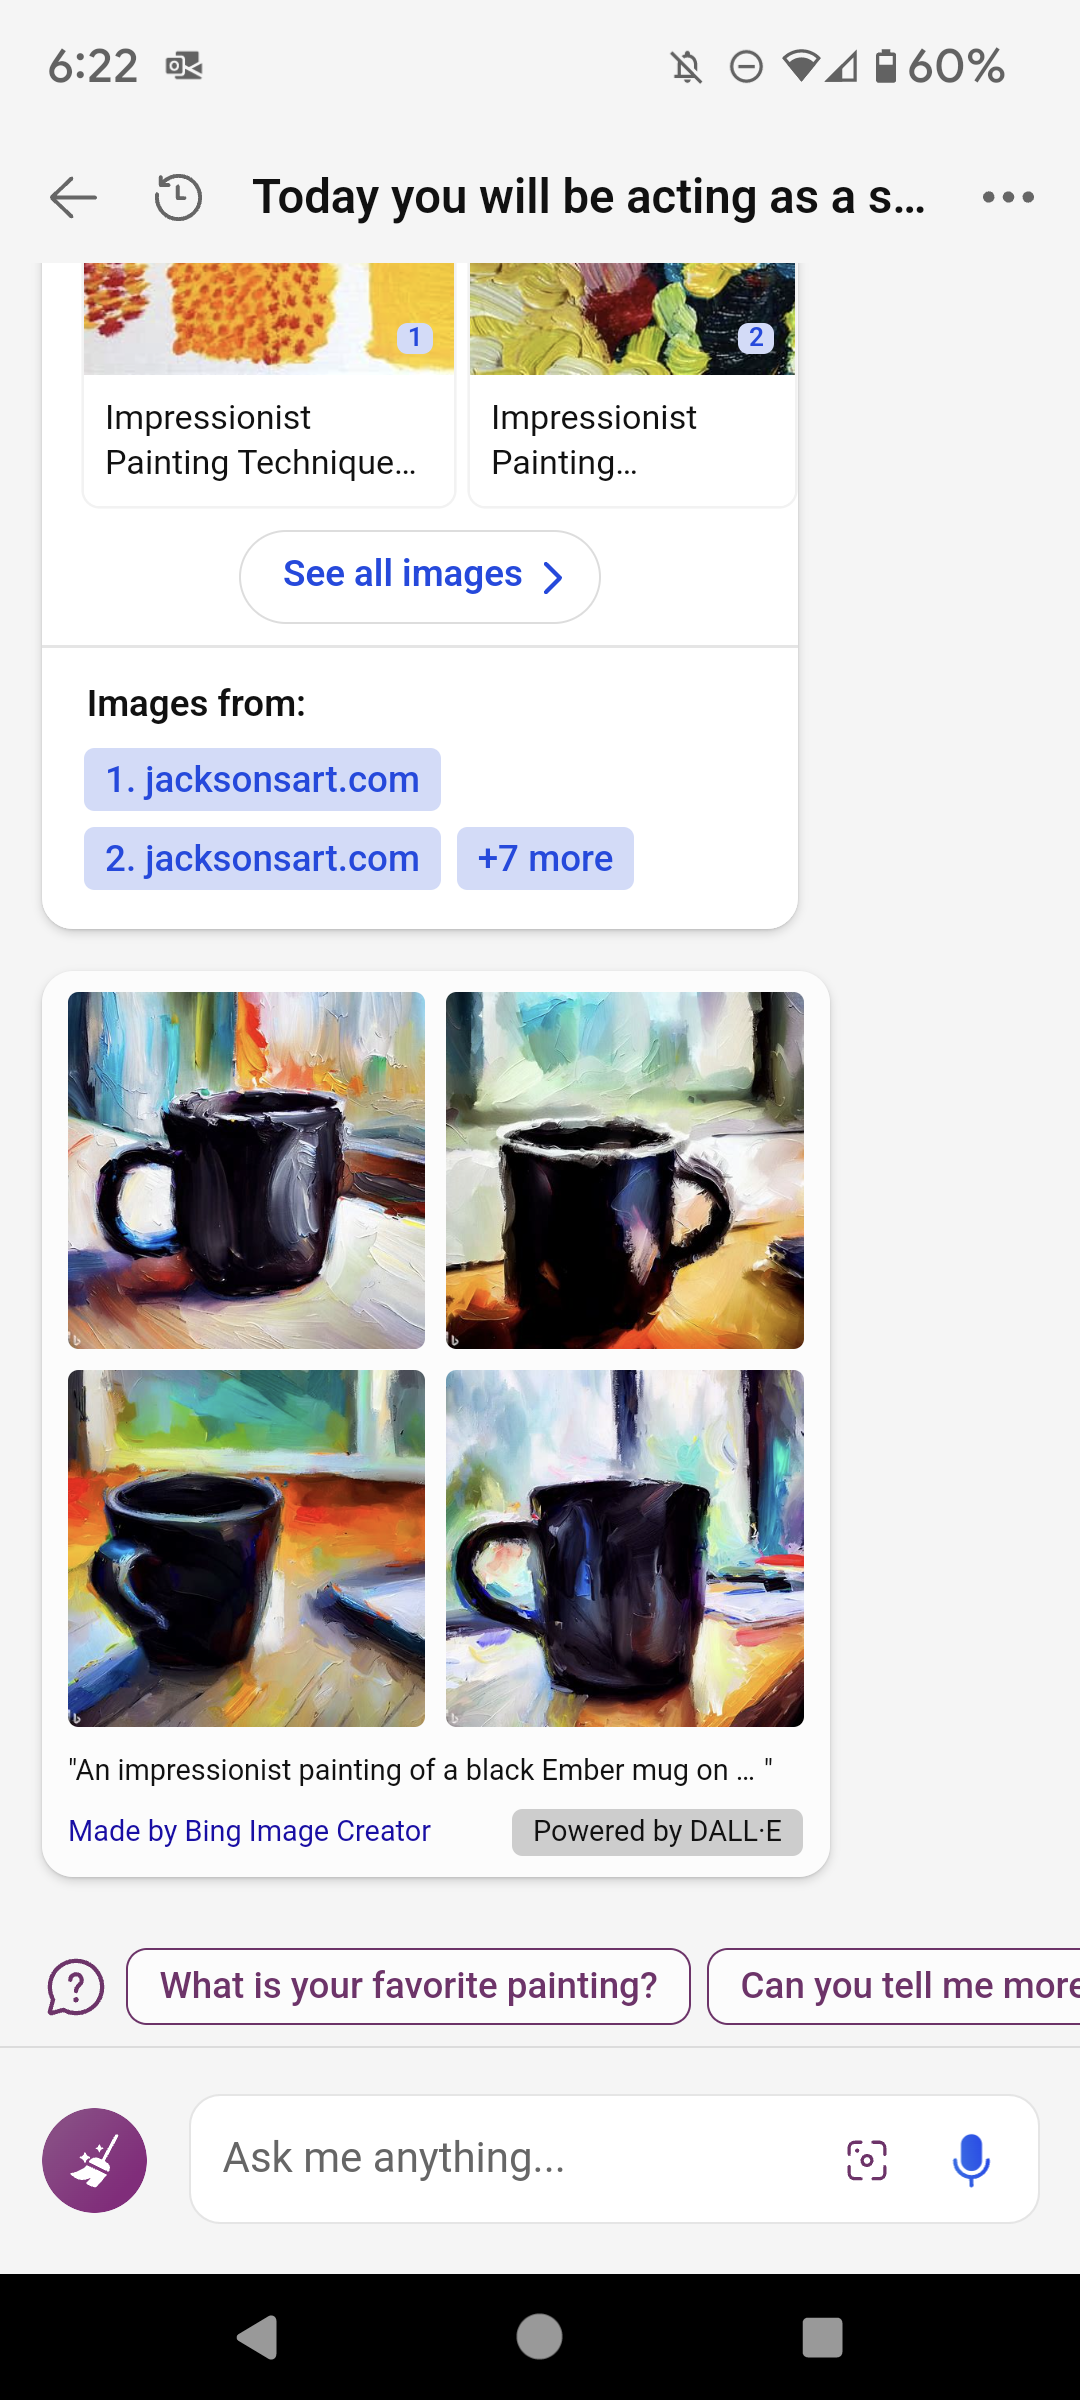 6:22
60%
Today you will be acting as a s...
1
2
Impressionist
Painting Technique...
Impressionist
Painting...
See all images
Images from:
1. jacksonsart.com
2. jacksonsart.com
+7 more
"An impressionist painting of a black Ember mug on ... "
Made by Bing Image Creator
Powered by DALL·E
What is your favorite painting?
Can you tell me more
Ask me anything...